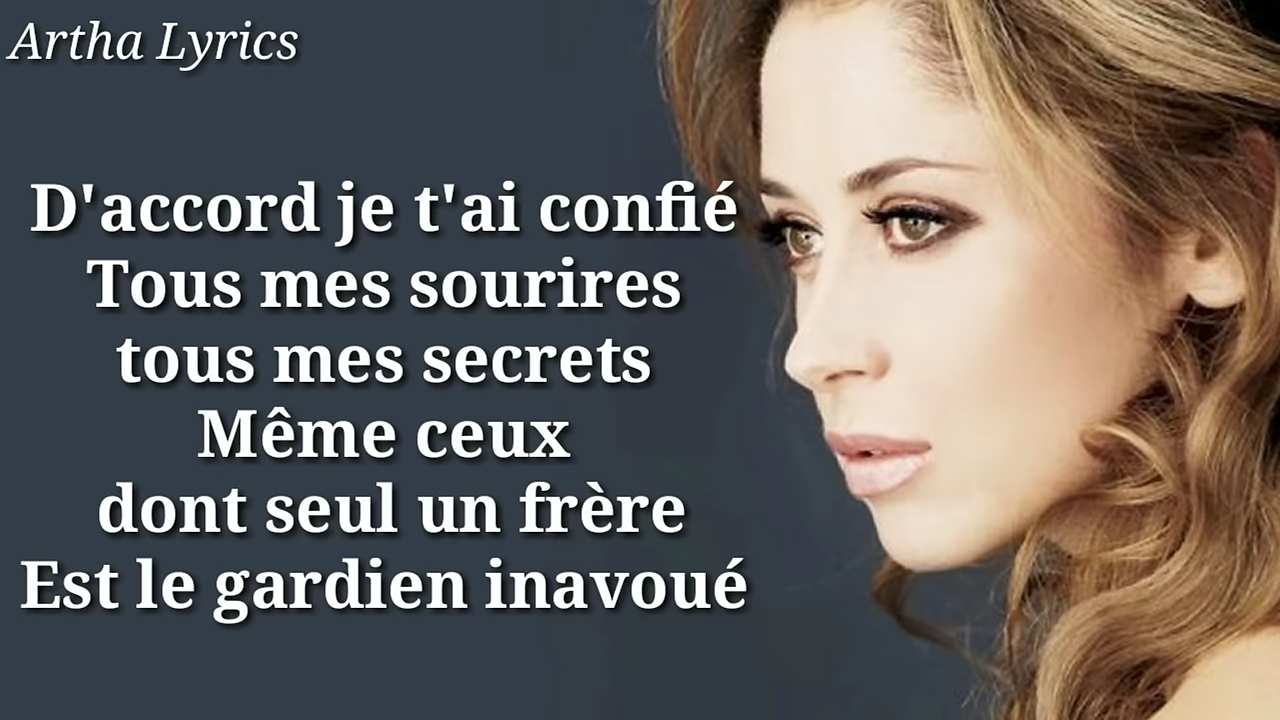 Artha Lyrics
D'accord je t'ai confié
Tous mes sourires
tous mes secrets
Même ceux
dont seul un frère
Est le gardien inavoué